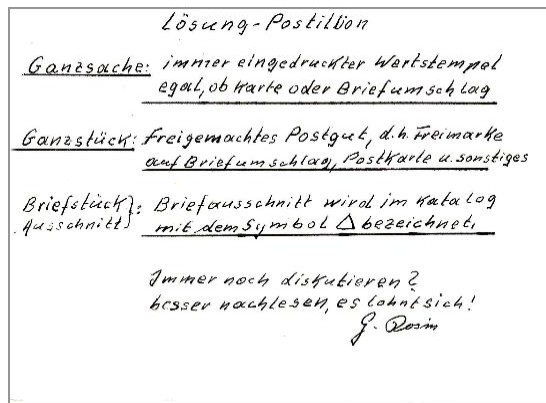 Lösung-Postillion
Ganzsache: immer eingedruckter Wertstempel
egal, ob Karte oder Briefumschlag
Ganzstück: Freigemachtes Postgut, d.h. Freimarke
auf Briefumschlag, Postkarte u. sonstiges
Briefstück}: Briefausschnitt wird im Katalog
Ausschnitt} mit dem Symbol △ bezeichnet.
Immer noch diskutieren?
besser nachlesen, es lohnt sich!
G. Rosin